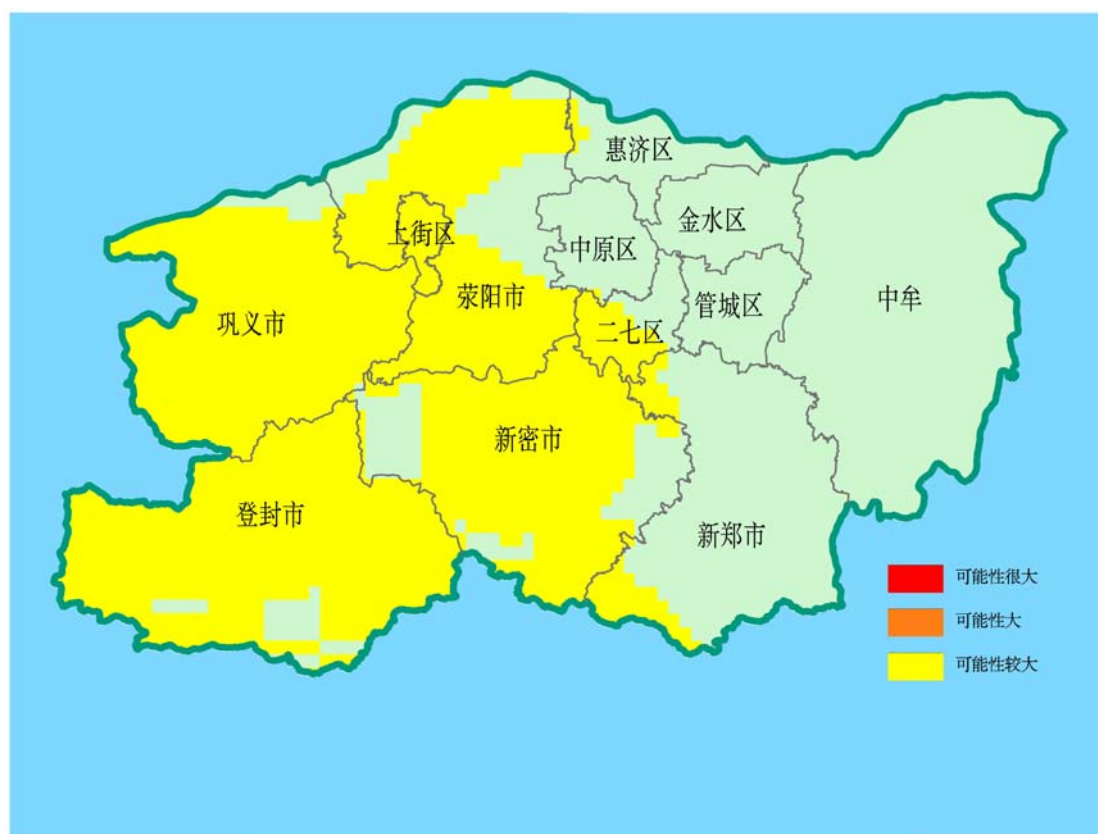 惠济区
金水区
上街区
中原区
荥阳市
中牟
管城区
巩义市
二七区
新密市
登封市
新郑市
可能性很大
可能性大
可能性较大